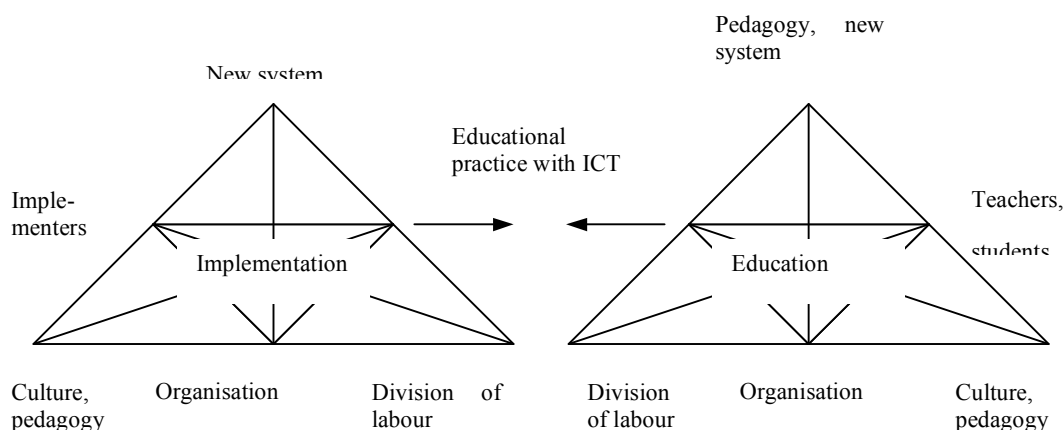 Pedagogy, new
system
New system
Educational
practice with ICT
Imple-
menters
Teachers,
students
Implementation
Education
Culture,
pedagogy
Organisation
Division of
labour
Division
of labour
Organisation
Culture,
pedagogy